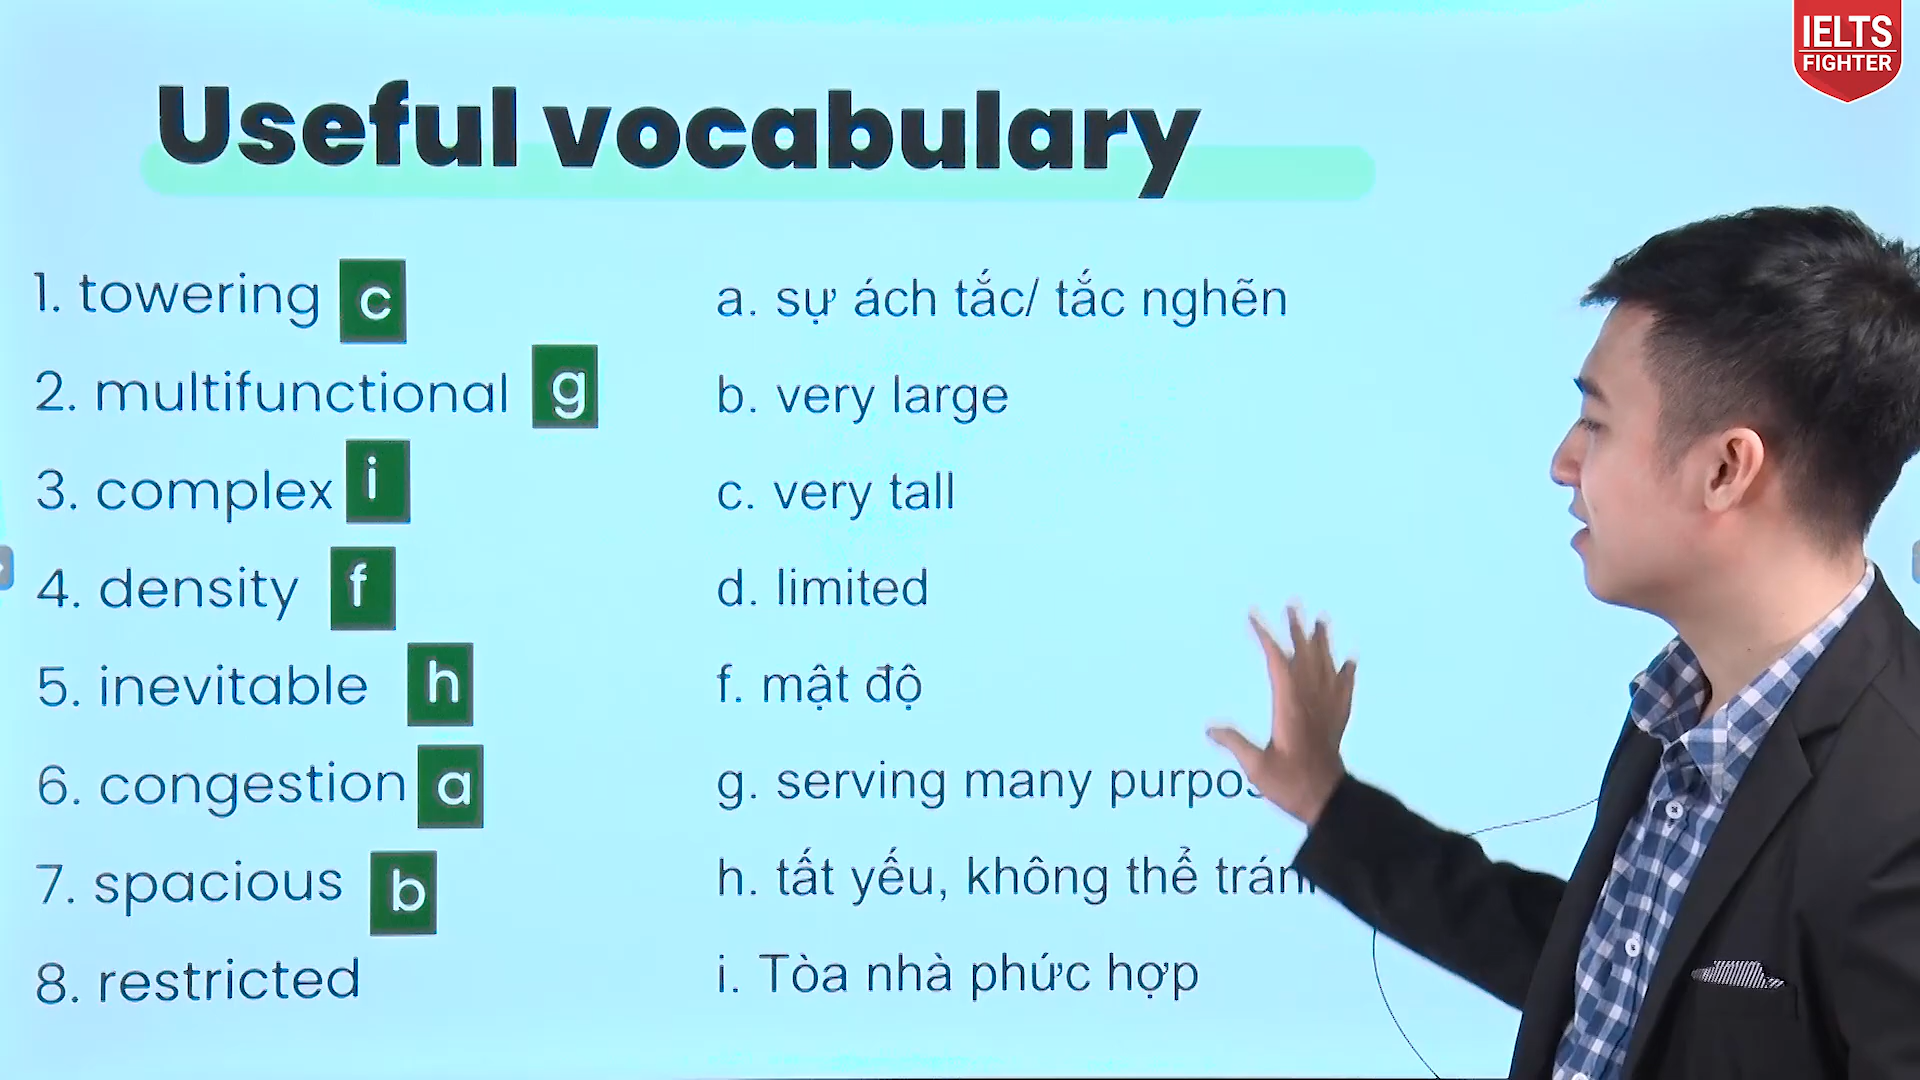 IELTS
FIGHTER
Useful vocabulary
1. towering c
2. multifunctional g
3. complex i
4. density f
5. inevitable h
6. congestion a
7. spacious b
8. restricted
a. sự ách tắc/ tắc nghẽn
b. very large
c. very tall
d. limited
f. mật độ
g. serving many
h. tất yếu, không thể
i. Tòa nhà phức hợp